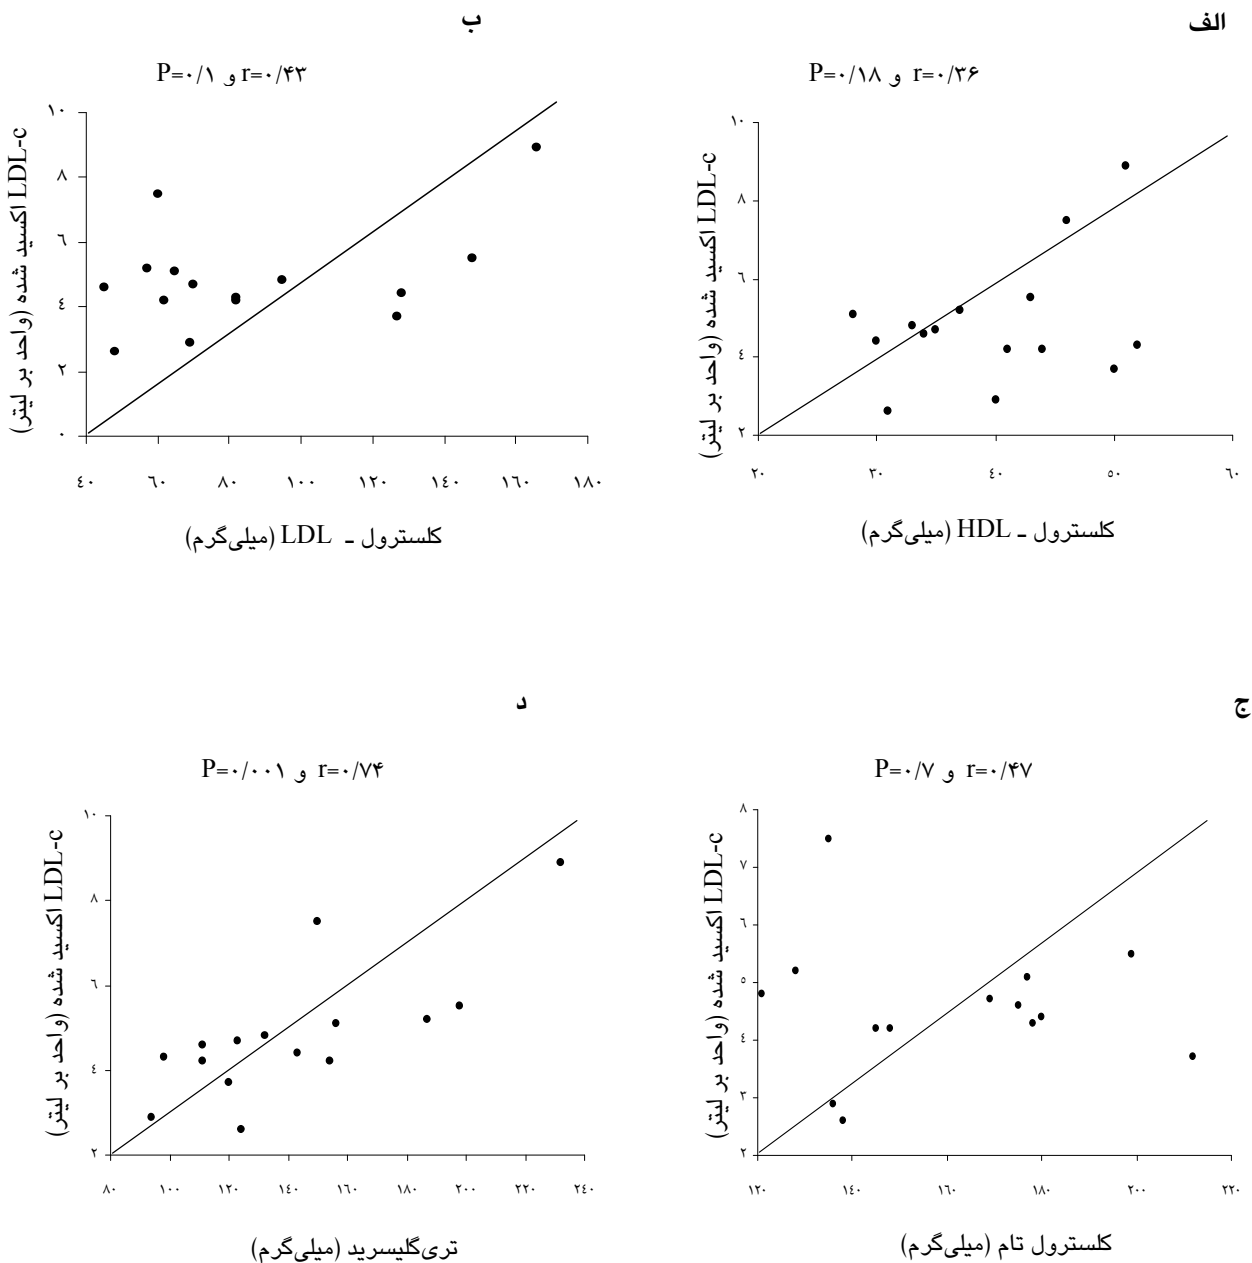 الف
P=۰/۱۸ و r=۰/۳۶
LDL-c اکسید شده (واحد بر لیتر)
۱۰
۸
۶
۴
۲
۲۰ ۳۰ ۴۰ ۵۰ ۶۰
کلسترول ـ HDL (میلی‌گرم)
ب
P=۰/۱ و r=۰/۴۳
LDL-c اکسید شده (واحد بر لیتر)
۱۰
۸
۶
۴
۲
۰
۴۰ ۶۰ ۸۰ ۱۰۰ ۱۲۰ ۱۴۰ ۱۶۰ ۱۸۰
کلسترول ـ LDL (میلی‌گرم)
ج
P=۰/۷ و r=۰/۴۷
LDL-c اکسید شده (واحد بر لیتر)
۸
۷
۶
۵
۴
۳
۲
۱۲۰ ۱۴۰ ۱۶۰ ۱۸۰ ۲۰۰ ۲۲۰
کلسترول تام (میلی‌گرم)
د
P=۰/۰۰۱ و r=۰/۷۴
LDL-c اکسید شده (واحد بر لیتر)
۱۰
۸
۶
۴
۲
۸۰ ۱۰۰ ۱۲۰ ۱۴۰ ۱۶۰ ۱۸۰ ۲۰۰ ۲۲۰ ۲۴۰
تری‌گلیسرید (میلی‌گرم)